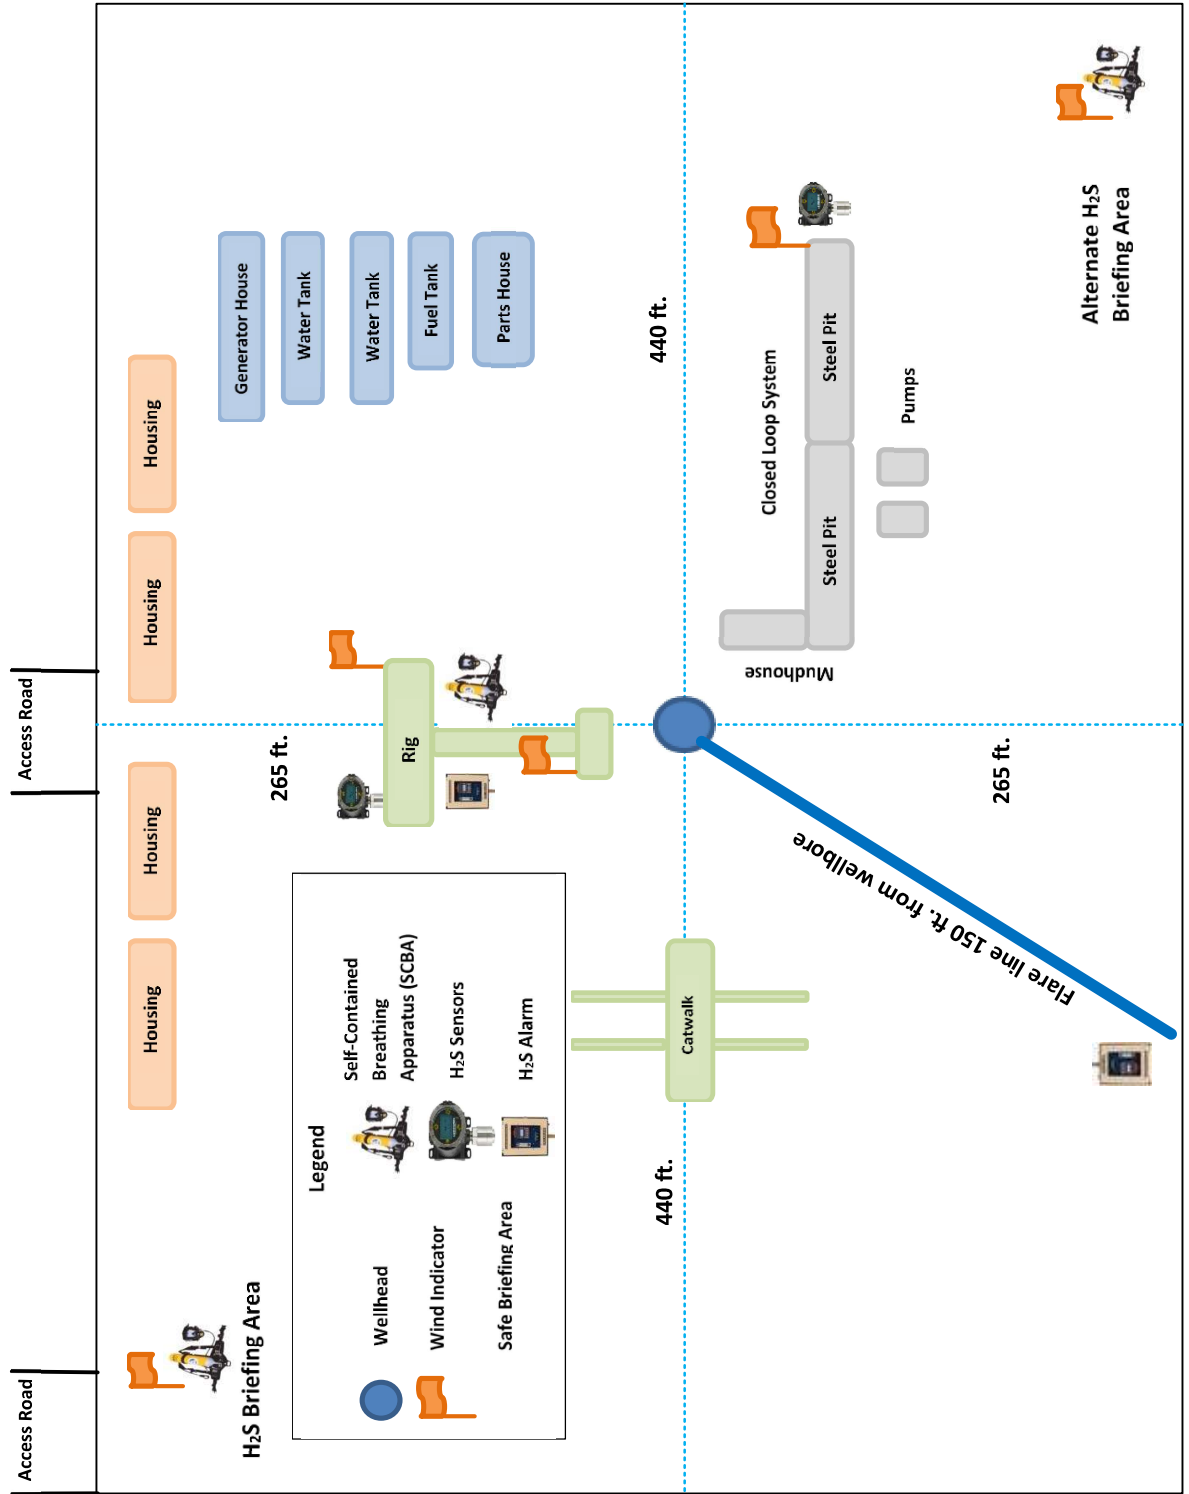 Access Road
Access Road
Housing
Housing
Housing
Housing
H₂S Briefing Area
265 ft.
Rig
Generator House
Water Tank
Water Tank
Fuel Tank
Parts House
Legend
Wellhead
Wind Indicator
Safe Briefing Area
Self-Contained
Breathing
Apparatus (SCBA)
H₂S Sensors
H₂S Alarm
440 ft.
Catwalk
440 ft.
Mudhouse
Closed Loop System
Steel Pit
Steel Pit
Pumps
Flare line 150 ft. from wellbore
265 ft.
Alternate H₂S
Briefing Area